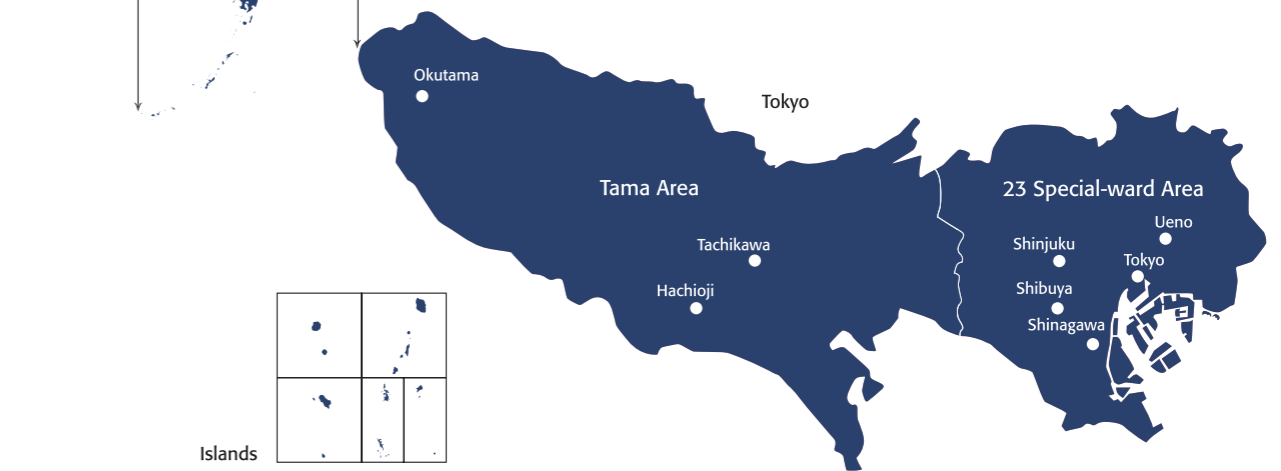 Okutama
Tokyo
Tama Area
23 Special-ward Area
Ueno
Tachikawa
Shinjuku
Tokyo
Hachioji
Shibuya
Shinagawa
Islands